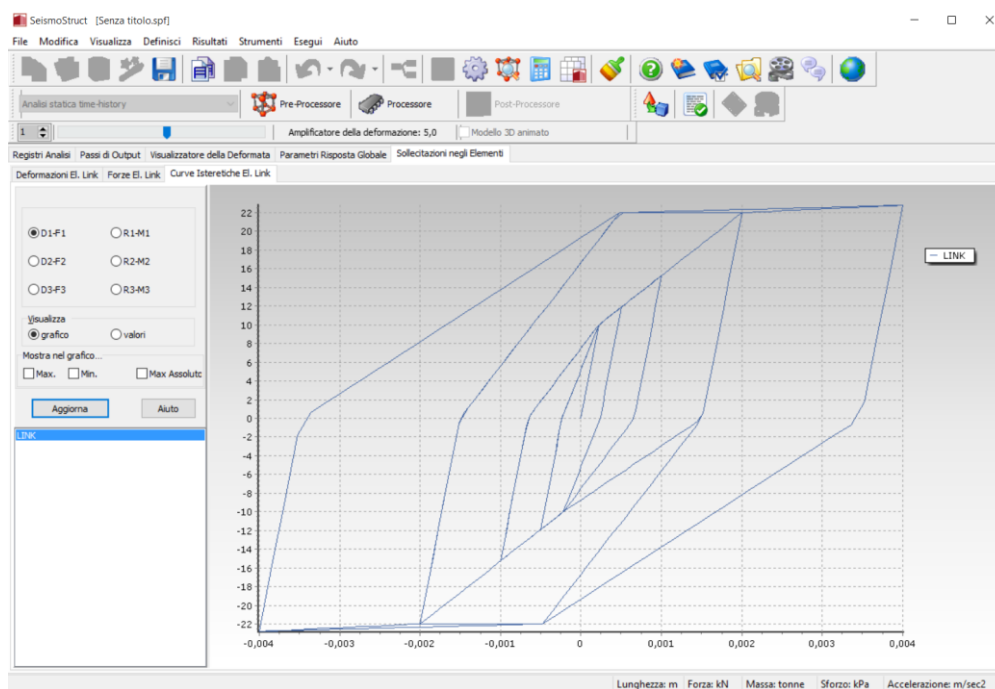 SeismoStruct [Senza titolo.spf]
File Modifica Visualizza Definisci Risultati Strumenti Esegui Aiuto
Analisi statica time-history Pre-Processore Processore Post-Processore
1 Amplificatore della deformazione: 5,0 Modello 3D animato
Registri Analisi Passi di Output Visualizzatore della Deformata Parametri Risposta Globale Sollecitazioni negli Elementi
Deformazioni El. Link Forze El. Link Curve Isteretiche El. Link
D1-F1 R1-M1
D2-F2 R2-M2
D3-F3 R3-M3
Visualizza
grafico valori
Mostra nel grafico...
Max. Min. Max Assolutc
Aggiorna Aiuto
LINK
22
20
18
16
14
12
10
8
6
4
2
0
-2
-4
-6
-8
-10
-12
-14
-16
-18
-20
-22
-0,004 -0,003 -0,002 -0,001 0 0,001 0,002 0,003 0,004
LINK
Lunghezza: m Forza: kN Massa: tonne Sforzo: kPa Accelerazione: m/sec2